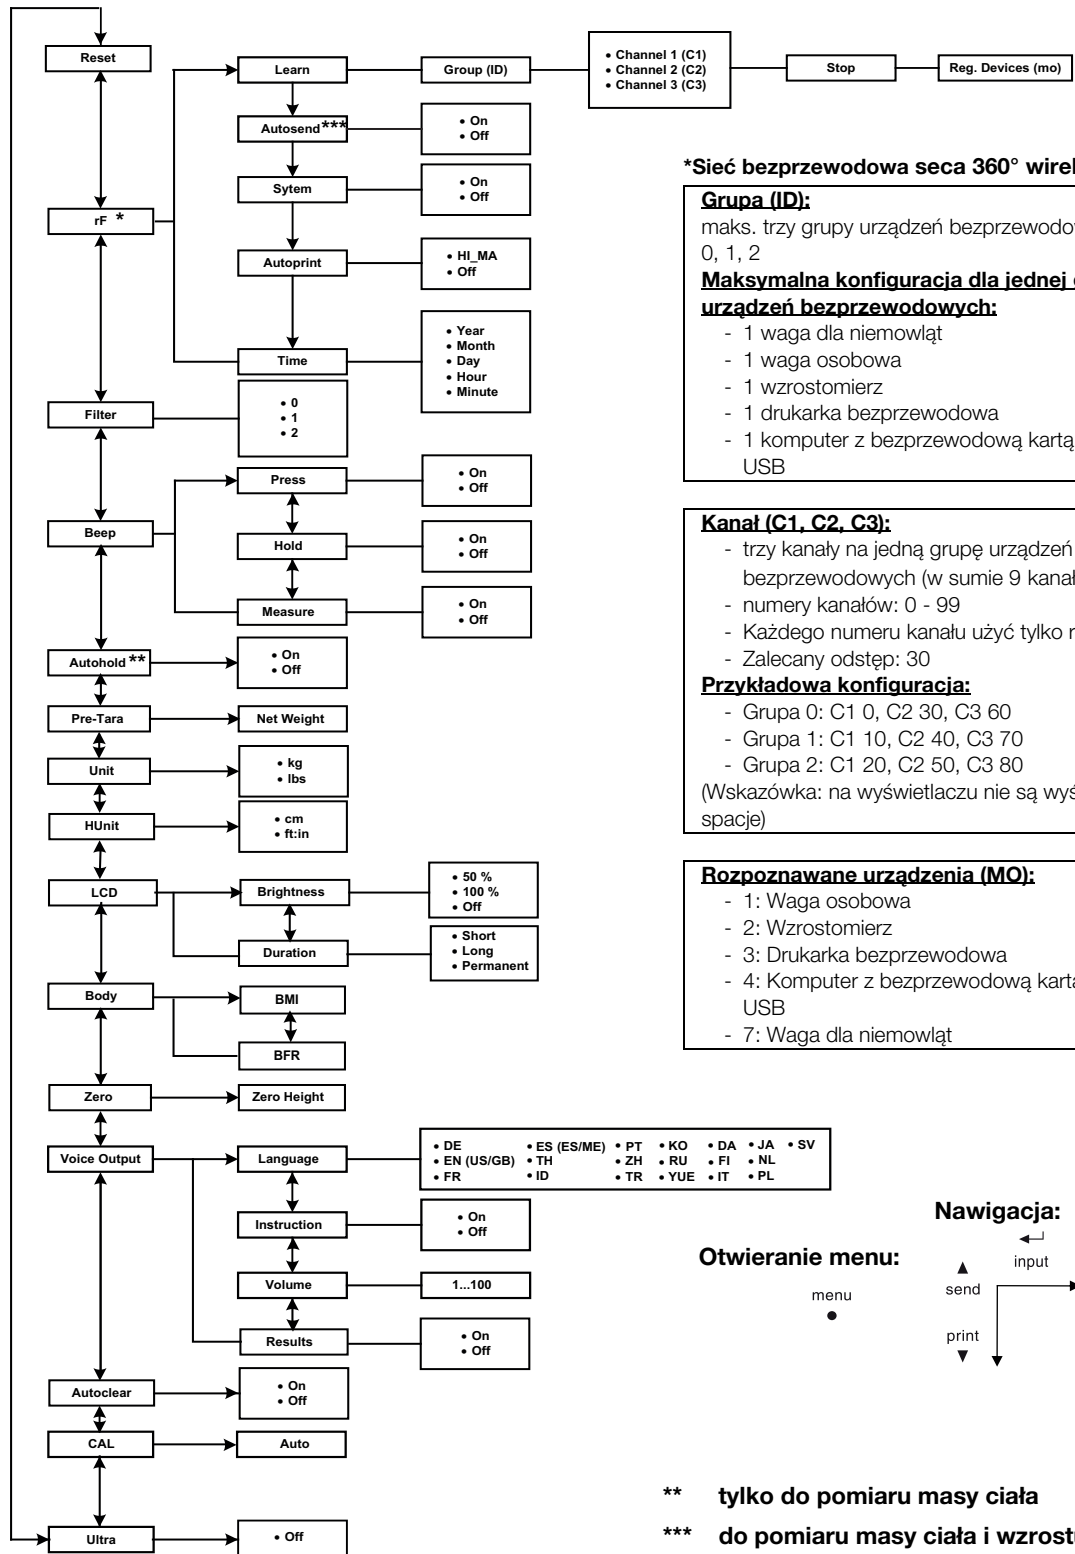 Reset
Learn
Group (ID)
• Channel 1 (C1)
• Channel 2 (C2)
• Channel 3 (C3)
Stop
Reg. Devices (mo)
Autosend***
• On
• Off
Sytem
• On
• Off
rF *
Autoprint
• HI_MA
• Off
Time
• Year
• Month
• Day
• Hour
• Minute
Filter
• 0
• 1
• 2
Beep
Press
• On
• Off
Hold
• On
• Off
Measure
• On
• Off
Autohold **
• On
• Off
Pre-Tara
Net Weight
Unit
• kg
• lbs
HUnit
• cm
• ft:in
LCD
Brightness
• 50 %
• 100 %
• Off
Duration
• Short
• Long
• Permanent
Body
BMI
BFR
Zero
Zero Height
Voice Output
Language
• DE • ES (ES/ME) • PT • KO • DA • JA • SV
• EN (US/GB) • TH • ZH • RU • FI • NL
• FR • ID • TR • YUE • IT • PL
Instruction
• On
• Off
Volume
1...100
Results
• On
• Off
Autoclear
• On
• Off
CAL
Auto
Ultra
• Off
*Sieć bezprzewodowa seca 360°
Grupa (ID):
maks. trzy grupy urządzeń
0, 1, 2
Maksymalna konfiguracja dla jednej
urządzeń bezprzewodowych:
- 1 waga dla niemowląt
- 1 waga osobowa
- 1 wzrostomierz
- 1 drukarka bezprzewodowa
- 1 komputer z bezprzewodową kartą
USB
Kanał (C1, C2, C3):
- trzy kanały na jedną grupę urządzeń
bezprzewodowych (w sumie 9
- numery kanałów: 0 - 99
- Każdego numeru kanału użyć tylko
- Zalecany odstęp: 30
Przykładowa konfiguracja:
- Grupa 0: C1 0, C2 30, C3 60
- Grupa 1: C1 10, C2 40, C3 70
- Grupa 2: C1 20, C2 50, C3 80
(Wskazówka: na wyświetlaczu nie są
spacje)
Rozpoznawane urządzenia (MO):
- 1: Waga osobowa
- 2: Wzrostomierz
- 3: Drukarka bezprzewodowa
- 4: Komputer z bezprzewodową
USB
- 7: Waga dla niemowląt
Otwieranie menu:
menu
Nawigacja:
input
send
print
** tylko do pomiaru masy ciała
*** do pomiaru masy ciała i